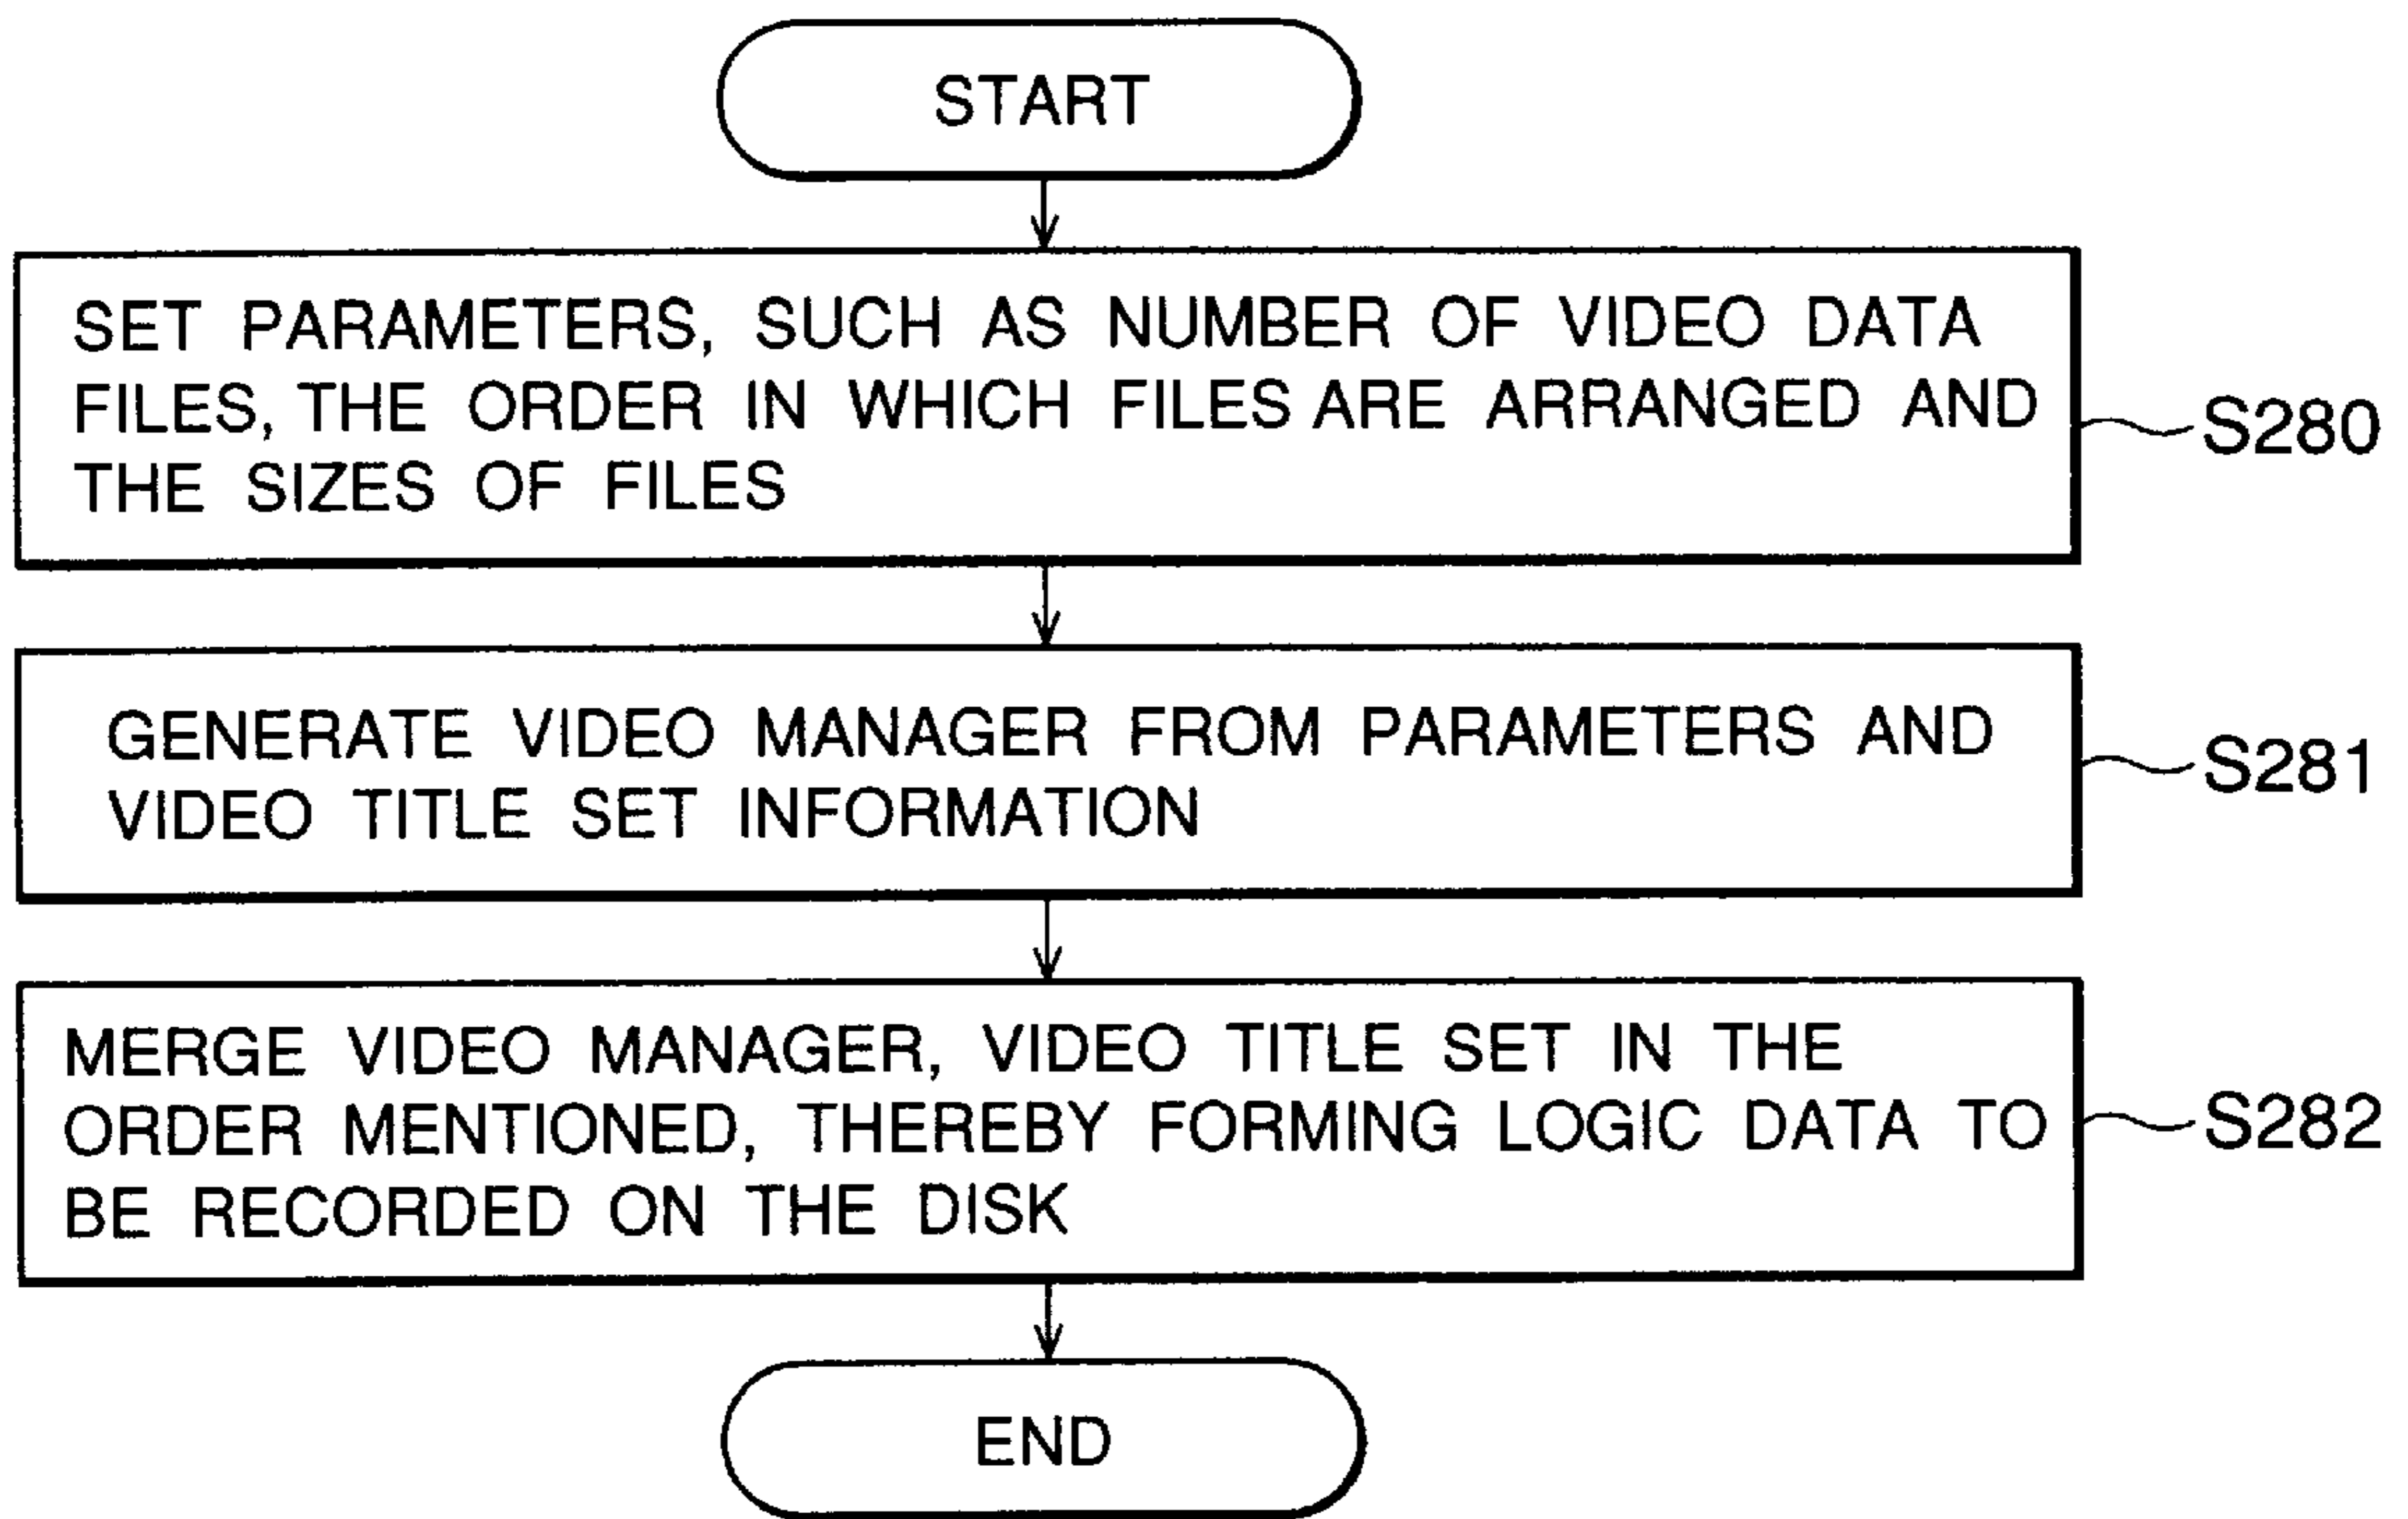 START
SET PARAMETERS, SUCH AS NUMBER OF VIDEO DATA
FILES, THE ORDER IN WHICH FILES ARE ARRANGED AND
THE SIZES OF FILES
S280
GENERATE VIDEO MANAGER FROM PARAMETERS AND
VIDEO TITLE SET INFORMATION
S281
MERGE VIDEO MANAGER, VIDEO TITLE SET IN THE
ORDER MENTIONED, THEREBY FORMING LOGIC DATA TO
BE RECORDED ON THE DISK
S282
END